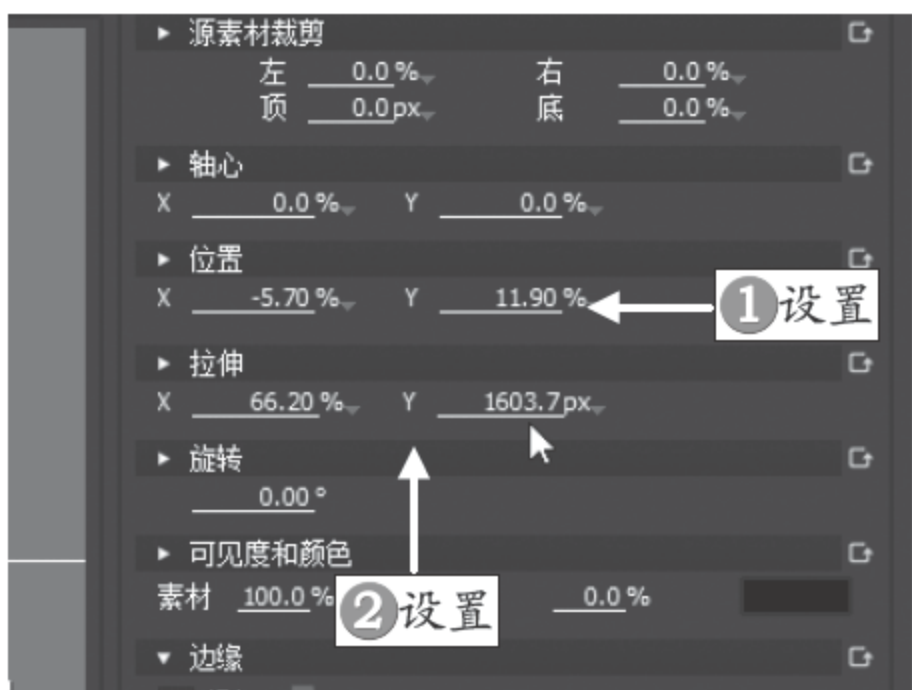 源素材裁剪
左 0.0 % 右 0.0 %
顶 0.0 px 底 0.0 %
轴心
X 0.0 % Y 0.0 %
位置
X -5.70 % Y 11.90 %
1 设置
拉伸
X 66.20 % Y 1603.7 px
旋转
0.00 °
可见度和颜色
素材 100.0 % 0.0 %
2 设置
边缘